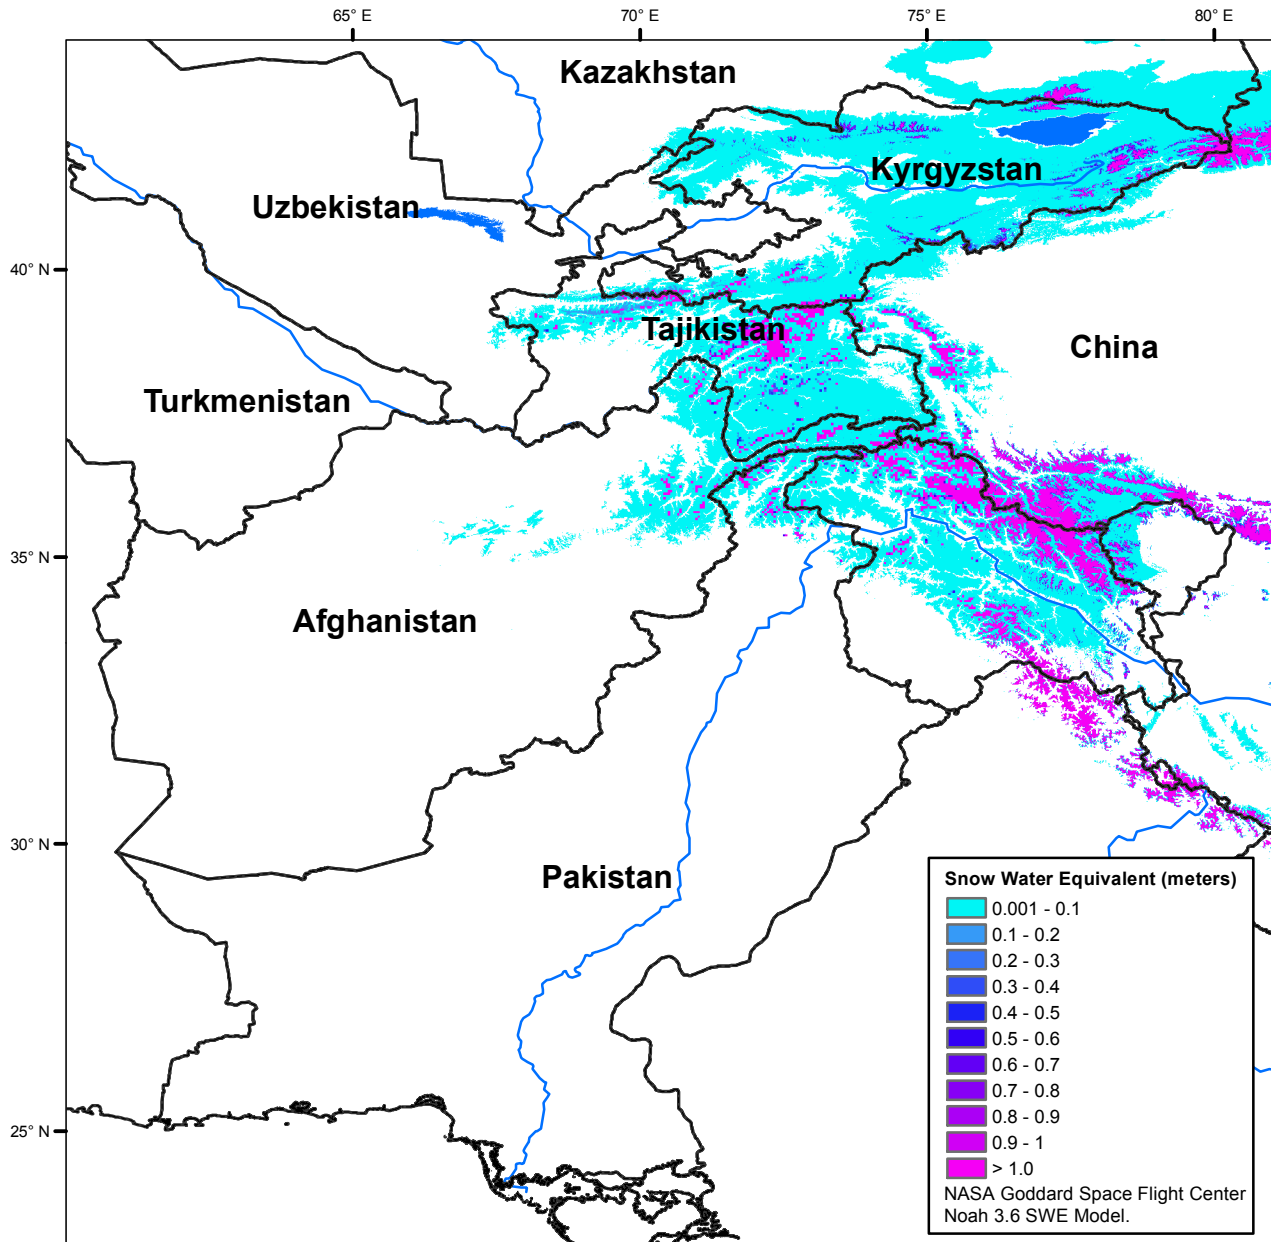 65° E
70° E
75° E
80° E
Kazakhstan
Kyrgyzstan
Uzbekistan
40° N
Tajikistan
China
Turkmenistan
35° N
Afghanistan
30° N
Pakistan
25° N
Snow Water Equivalent (meters)
0.001 - 0.1
0.1 - 0.2
0.2 - 0.3
0.3 - 0.4
0.4 - 0.5
0.5 - 0.6
0.6 - 0.7
0.7 - 0.8
0.8 - 0.9
0.9 - 1
> 1.0
NASA Goddard Space Flight Center
Noah 3.6 SWE Model.